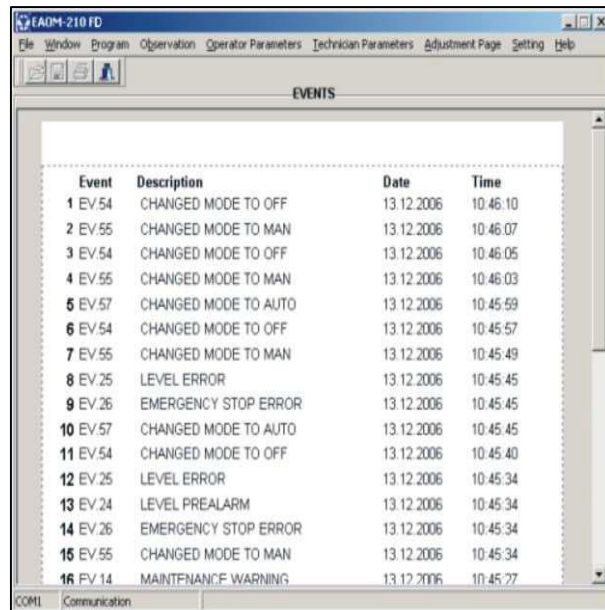 EAOM-210 FD
File Window Program Observation Operator Parameters Technician Parameters Adjustment Page Setting Help
EVENTS
Event Description Date Time
1 EV.54 CHANGED MODE TO OFF 13.12.2006 10:46:10
2 EV.55 CHANGED MODE TO MAN 13.12.2006 10:46:07
3 EV.54 CHANGED MODE TO OFF 13.12.2006 10:46:05
4 EV.55 CHANGED MODE TO MAN 13.12.2006 10:46:03
5 EV.57 CHANGED MODE TO AUTO 13.12.2006 10:45:59
6 EV.54 CHANGED MODE TO OFF 13.12.2006 10:45:57
7 EV.55 CHANGED MODE TO MAN 13.12.2006 10:45:49
8 EV.25 LEVEL ERROR 13.12.2006 10:45:45
9 EV.26 EMERGENCY STOP ERROR 13.12.2006 10:45:45
10 EV.57 CHANGED MODE TO AUTO 13.12.2006 10:45:45
11 EV.54 CHANGED MODE TO OFF 13.12.2006 10:45:40
12 EV.25 LEVEL ERROR 13.12.2006 10:45:34
13 EV.24 LEVEL PREALARM 13.12.2006 10:45:34
14 EV.26 EMERGENCY STOP ERROR 13.12.2006 10:45:34
15 EV.55 CHANGED MODE TO MAN 13.12.2006 10:45:34
16 EV.14 MAINTENANCE WARNING 13.12.2006 10:45:27
COM1 Communication